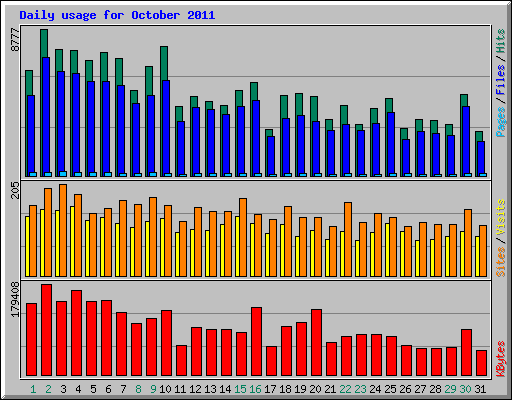 Daily usage for October 2011
8777
Pages / Files / Hits
205
Sites / Visits
179408
KBytes
1 2 3 4 5 6 7 8 9 10 11 12 13 14 15 16 17 18 19 20 21 22 23 24 25 26 27 28 29 30 31